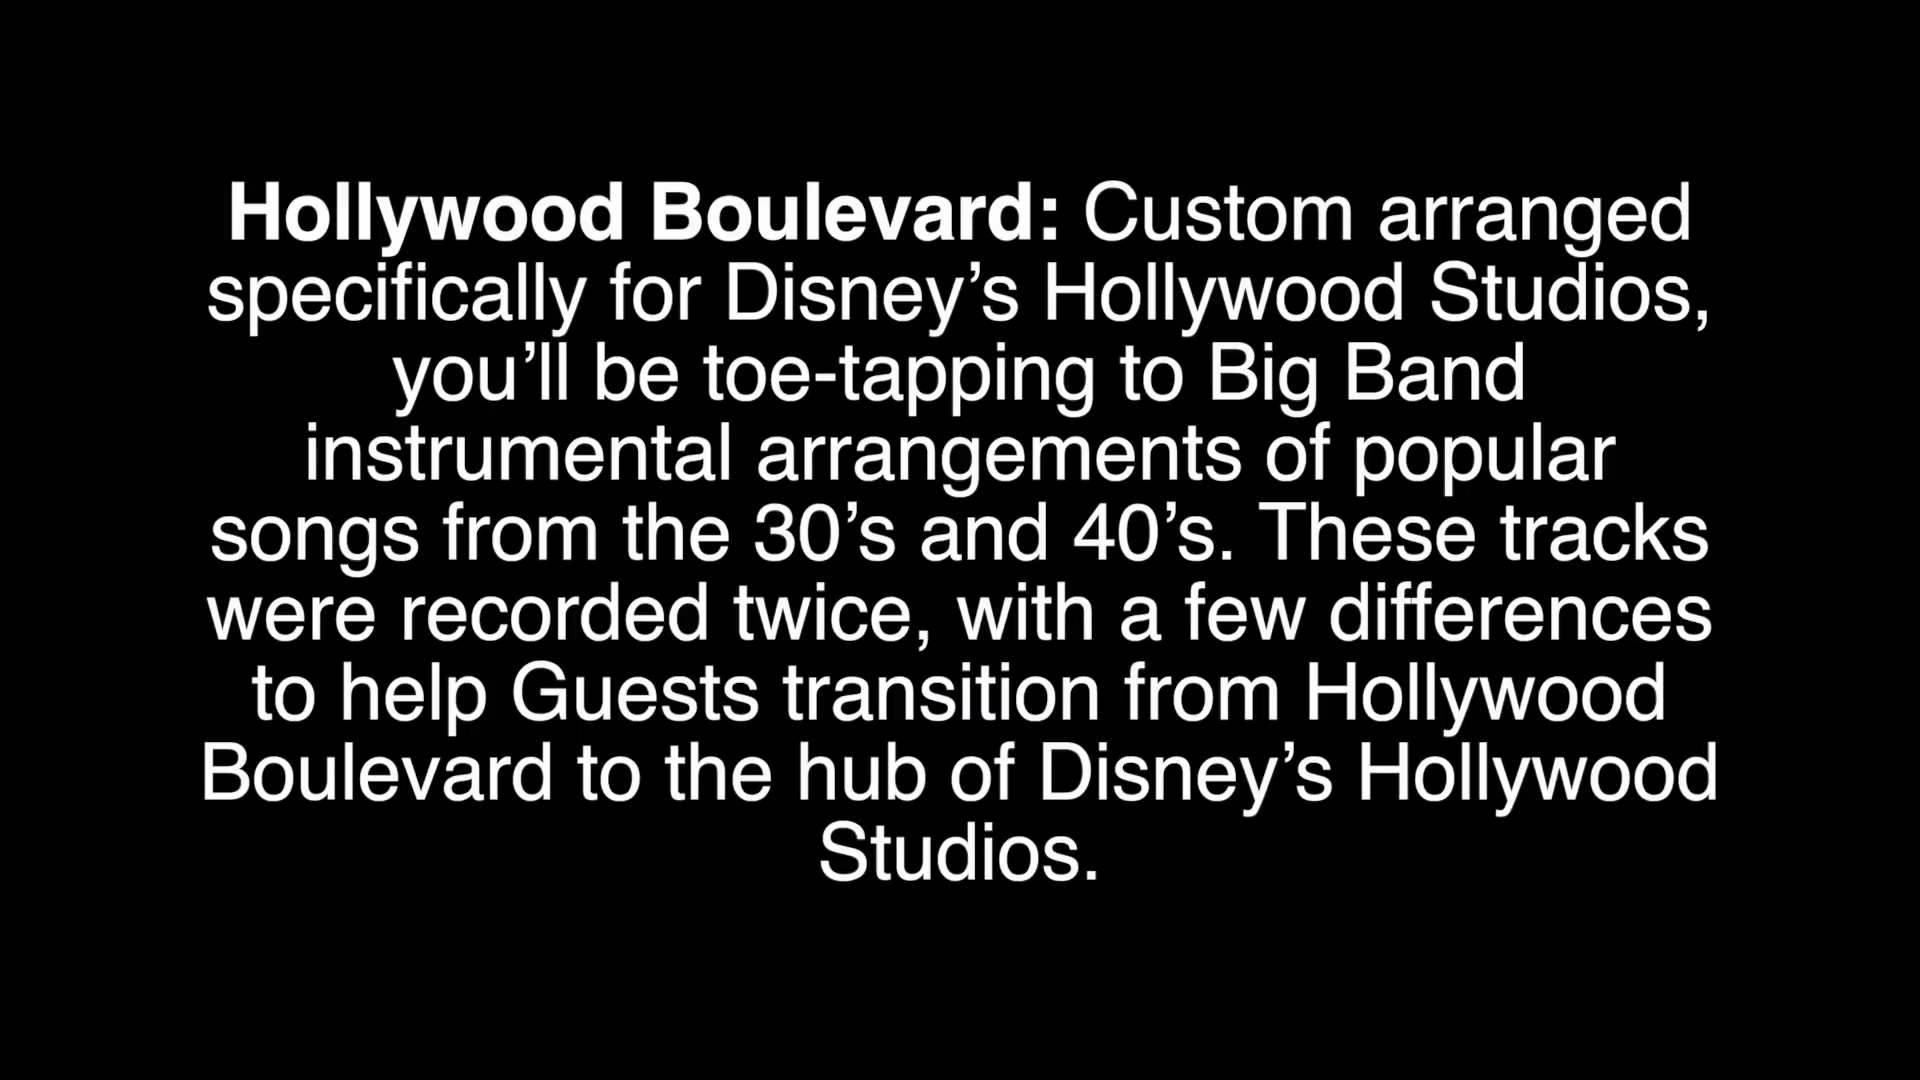 Hollywood Boulevard: Custom arranged
specifically for Disney’s Hollywood Studios,
you’ll be toe-tapping to Big Band
instrumental arrangements of popular
songs from the 30’s and 40’s. These tracks
were recorded twice, with a few differences
to help Guests transition from Hollywood
Boulevard to the hub of Disney’s Hollywood
Studios.